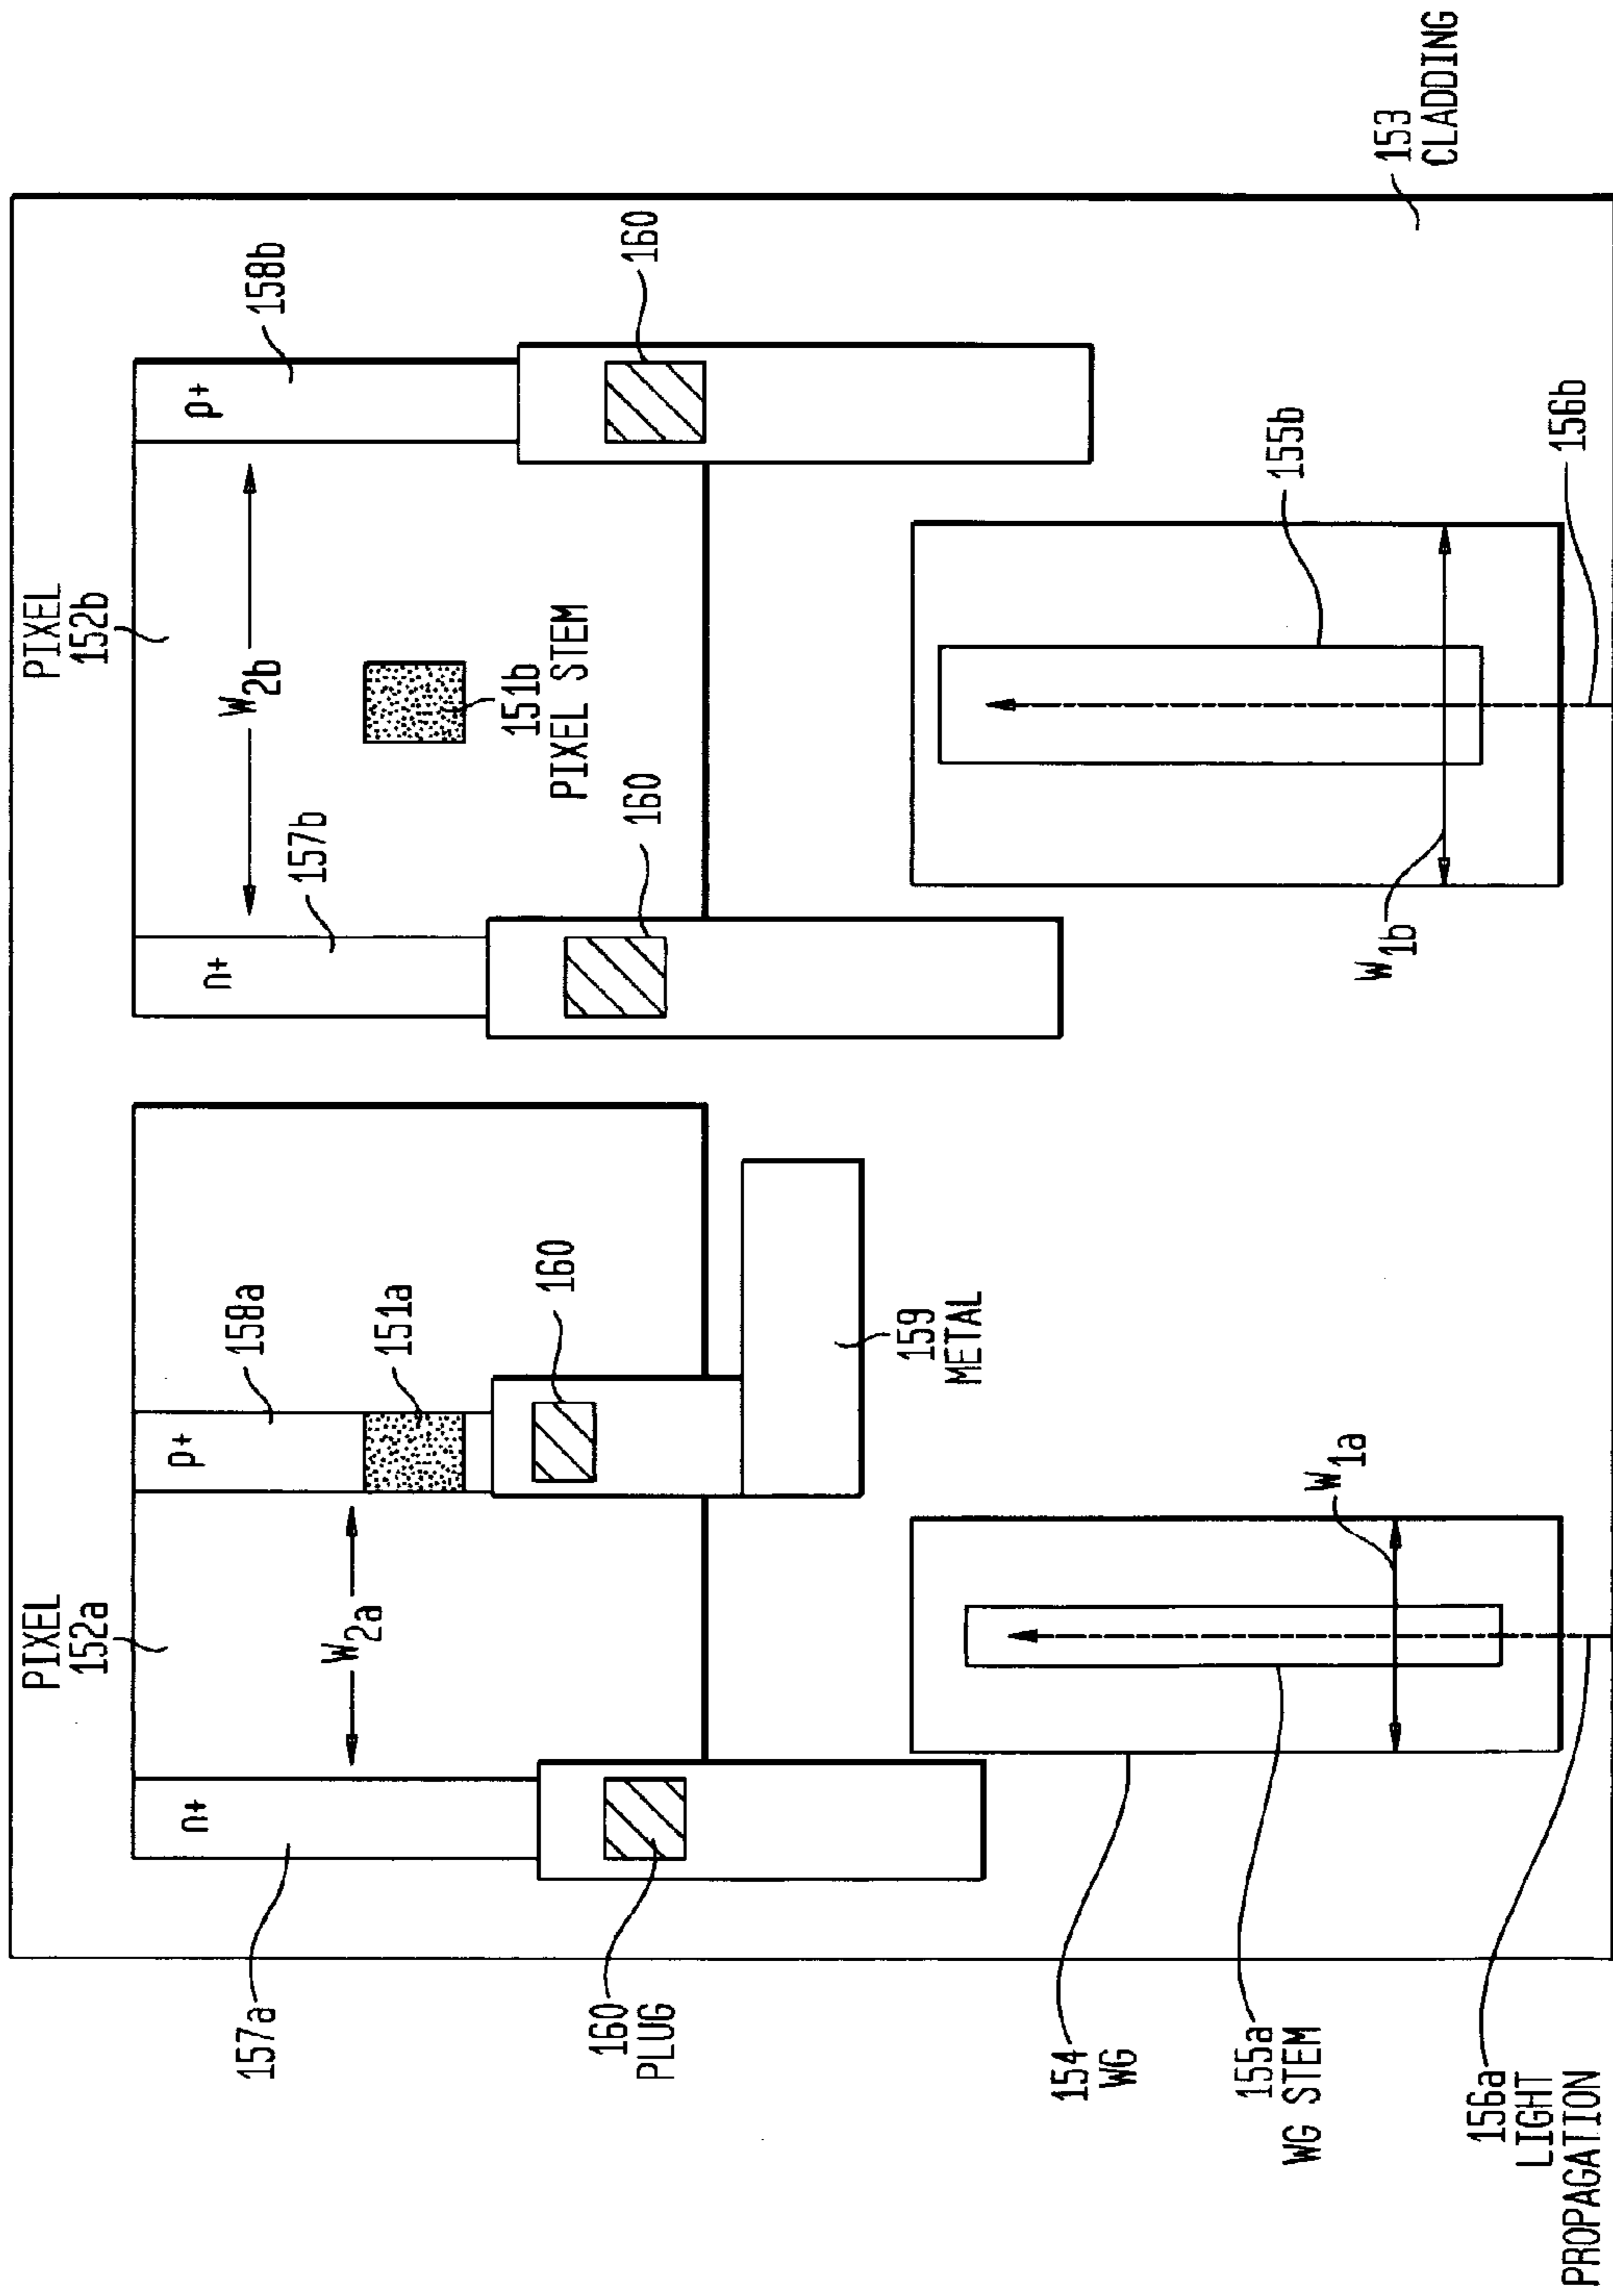 PIXEL
152a
PIXEL
152b
n+
p+
n+
p+
157a
158a
157b
158b
W2a
W2b
151a
151b
PIXEL STEM
160
PLUG
160
160
160
159
METAL
154
WG
155a
WG STEM
155b
W1a
W1b
153
CLADDING
156a
LIGHT
PROPAGATION
156b